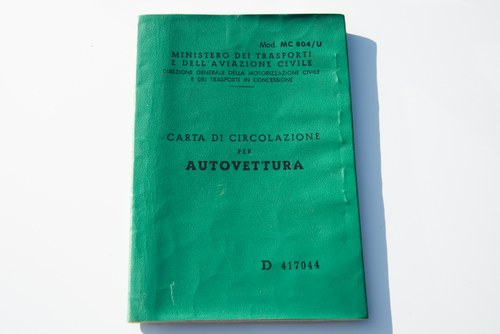 Mod. MC 804/U
MINISTERO DEI TRASPORTI
E DELL'AVIAZIONE CIVILE
DIREZIONE GENERALE DELLA MOTORIZZAZIONE CIVILE
E DEI TRASPORTI IN CONCESSIONE
CARTA DI CIRCOLAZIONE
PER
AUTOVETTURA
D 417044